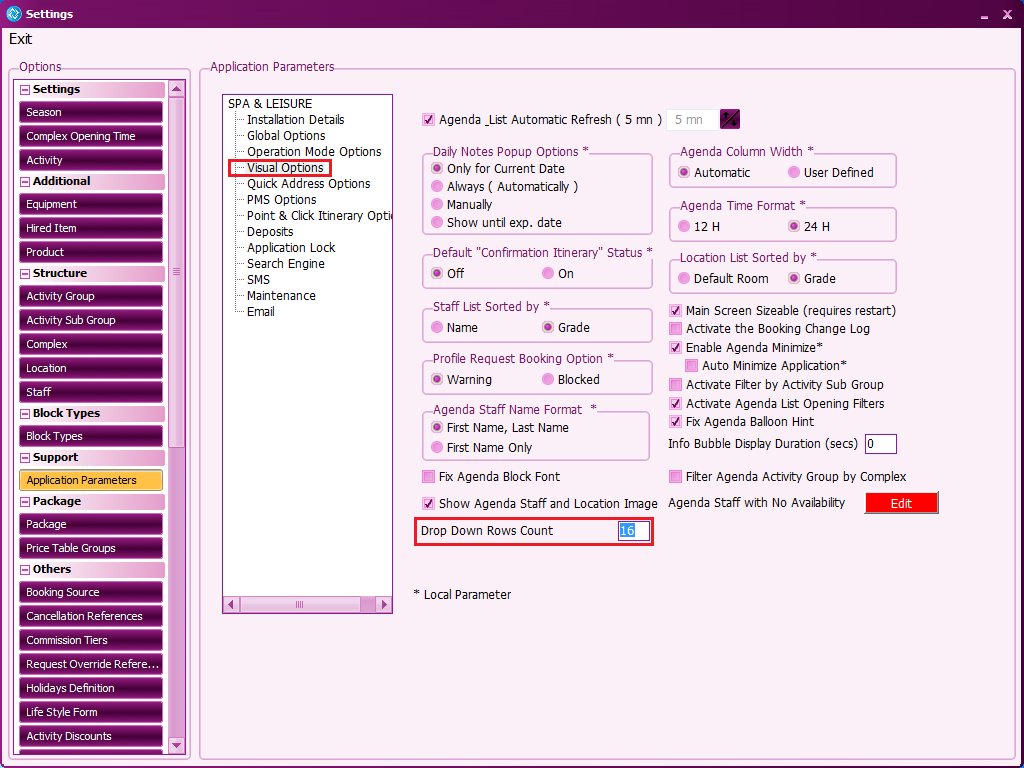 Settings
Exit
Options
Settings
Season
Complex Opening Time
Activity
Additional
Equipment
Hired Item
Product
Structure
Activity Group
Activity Sub Group
Complex
Location
Staff
Block Types
Block Types
Support
Application Parameters
Package
Package
Price Table Groups
Others
Booking Source
Cancellation References
Commission Tiers
Request Override Refere...
Holidays Definition
Life Style Form
Activity Discounts
Application Parameters
SPA & LEISURE
Installation Details
Global Options
Operation Mode Options
Visual Options
Quick Address Options
PMS Options
Point & Click Itinerary Optio
Deposits
Application Lock
Search Engine
SMS
Maintenance
Email
Agenda _List Automatic Refresh ( 5 mn ) 5 mn
Daily Notes Popup Options *
Only for Current Date
Always ( Automatically )
Manually
Show until exp. date
Default "Confirmation Itinerary" Status *
Off On
Staff List Sorted by *
Name Grade
Profile Request Booking Option *
Warning Blocked
Agenda Staff Name Format *
First Name, Last Name
First Name Only
Fix Agenda Block Font
Show Agenda Staff and Location Image
Drop Down Rows Count 16
* Local Parameter
Agenda Column Width *
Automatic User Defined
Agenda Time Format *
12 H 24 H
Location List Sorted by *
Default Room Grade
Main Screen Sizeable (requires restart)
Activate the Booking Change Log
Enable Agenda Minimize*
Auto Minimize Application*
Activate Filter by Activity Sub Group
Activate Agenda List Opening Filters
Fix Agenda Balloon Hint
Info Bubble Display Duration (secs) 0
Filter Agenda Activity Group by Complex
Agenda Staff with No Availability Edit